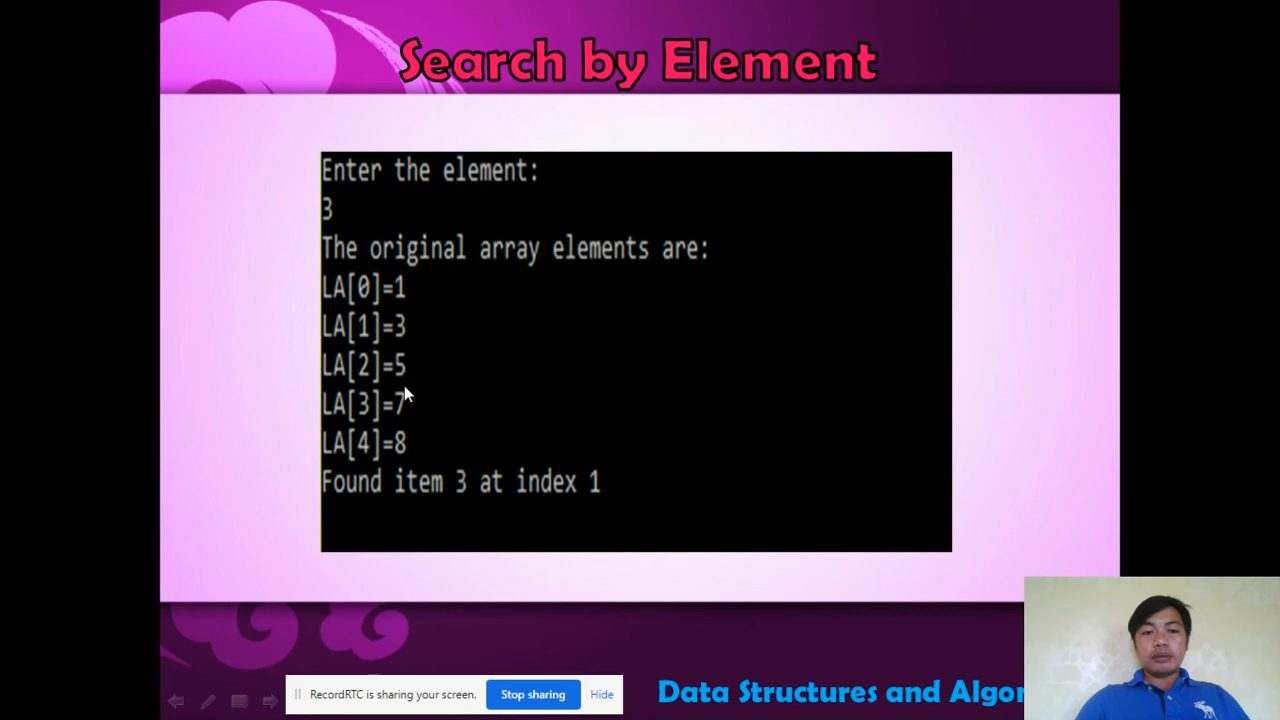 Search by Element
Enter the element:
3
The original array elements are:
LA[0]=1
LA[1]=3
LA[2]=5
LA[3]=7
LA[4]=8
Found item 3 at index 1
RecordRTC is sharing your screen.
Stop sharing
Hide
Data Structures and Algor